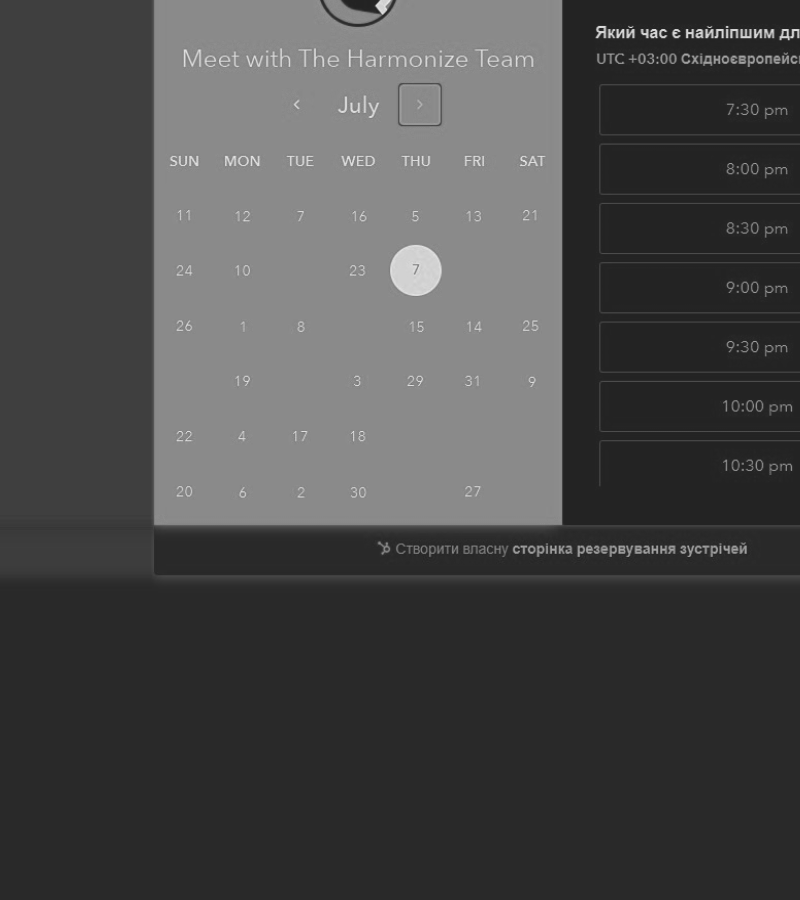 Meet with The Harmonize Team
July
SUN MON TUE WED THU FRI SAT
11 12 7 16 5 13 21
24 10 23 7
26 1 8 15 14 25
19 3 29 31 9
22 4 17 18
20 6 2 30 27
Який час є найліпшим
UTC +03:00
7:30 pm
8:00 pm
8:30 pm
9:00 pm
9:30 pm
10:00 pm
10:30 pm
Створити власну сторінка резервування зустрічей